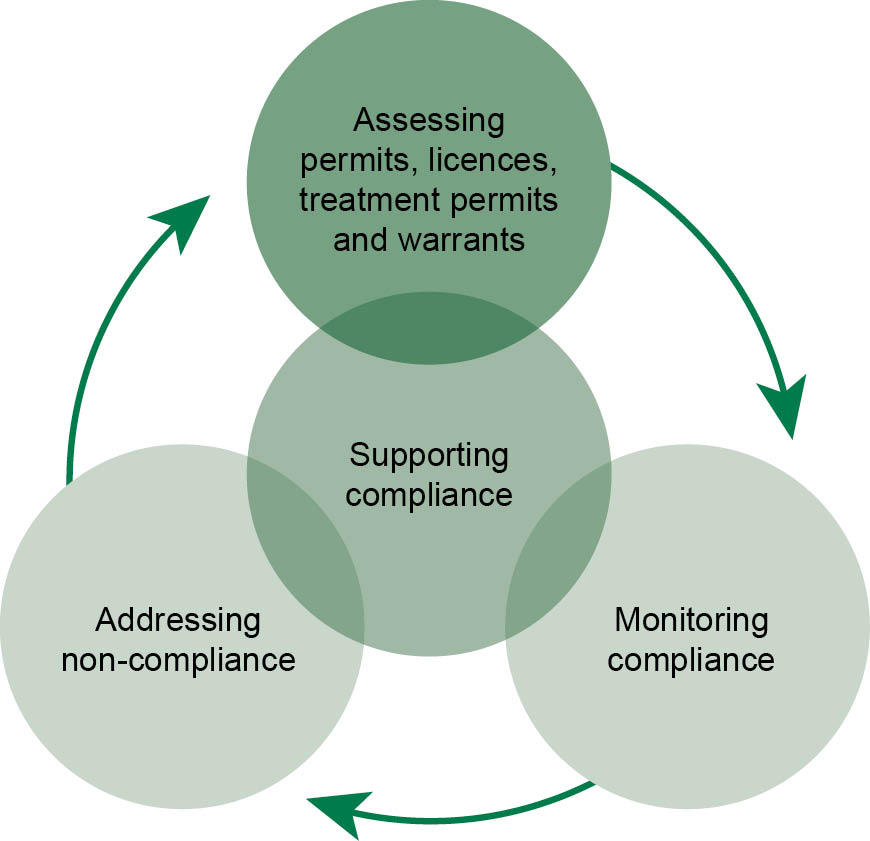 Assessing
permits, licences,
treatment permits
and warrants
Supporting
compliance
Addressing
non-compliance
Monitoring
compliance